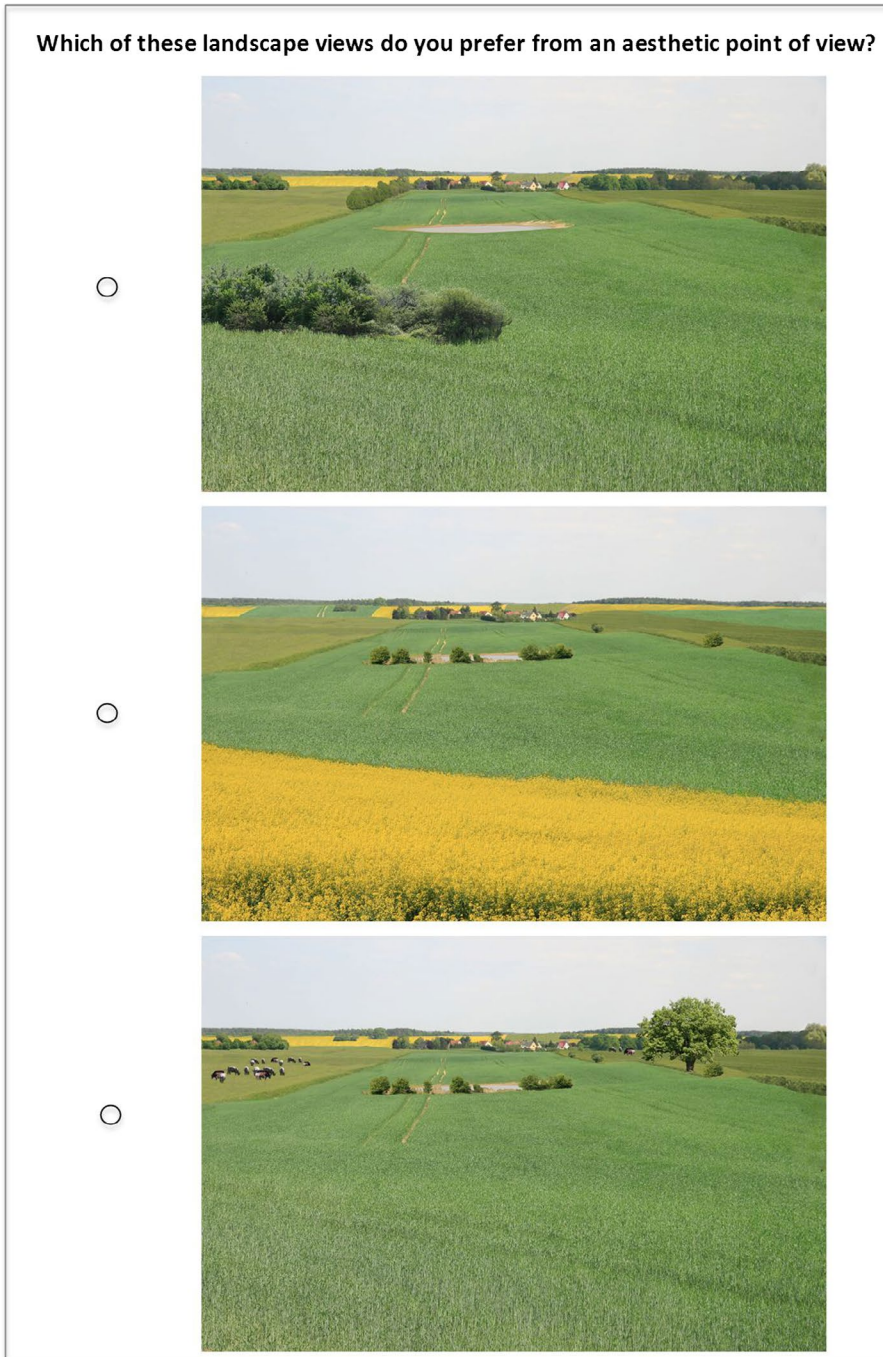 Which of these landscape views do you prefer from an aesthetic point of view?